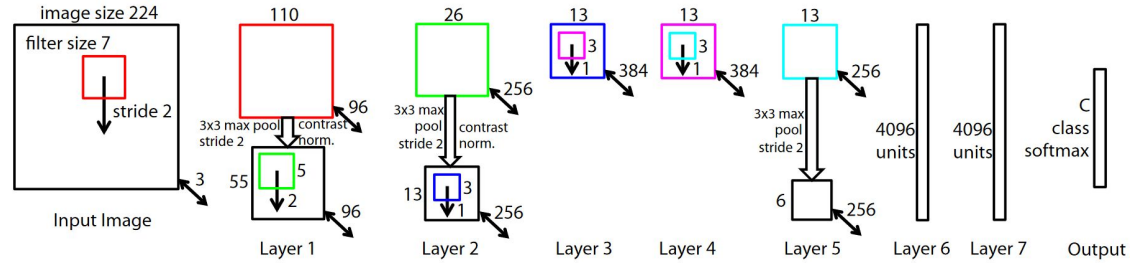 image size 224
filter size 7
stride 2
3
Input Image
110
96
3x3 max pool
stride 2
contrast
norm.
55
5
2
96
Layer 1
26
256
3x3 max
pool
stride 2
contrast
norm.
13
3
1
256
Layer 2
13
3
1
384
Layer 3
13
3
1
384
Layer 4
13
256
3x3 max
pool
stride 2
6
256
Layer 5
4096
units
Layer 6
4096
units
Layer 7
C
class
softmax
Output